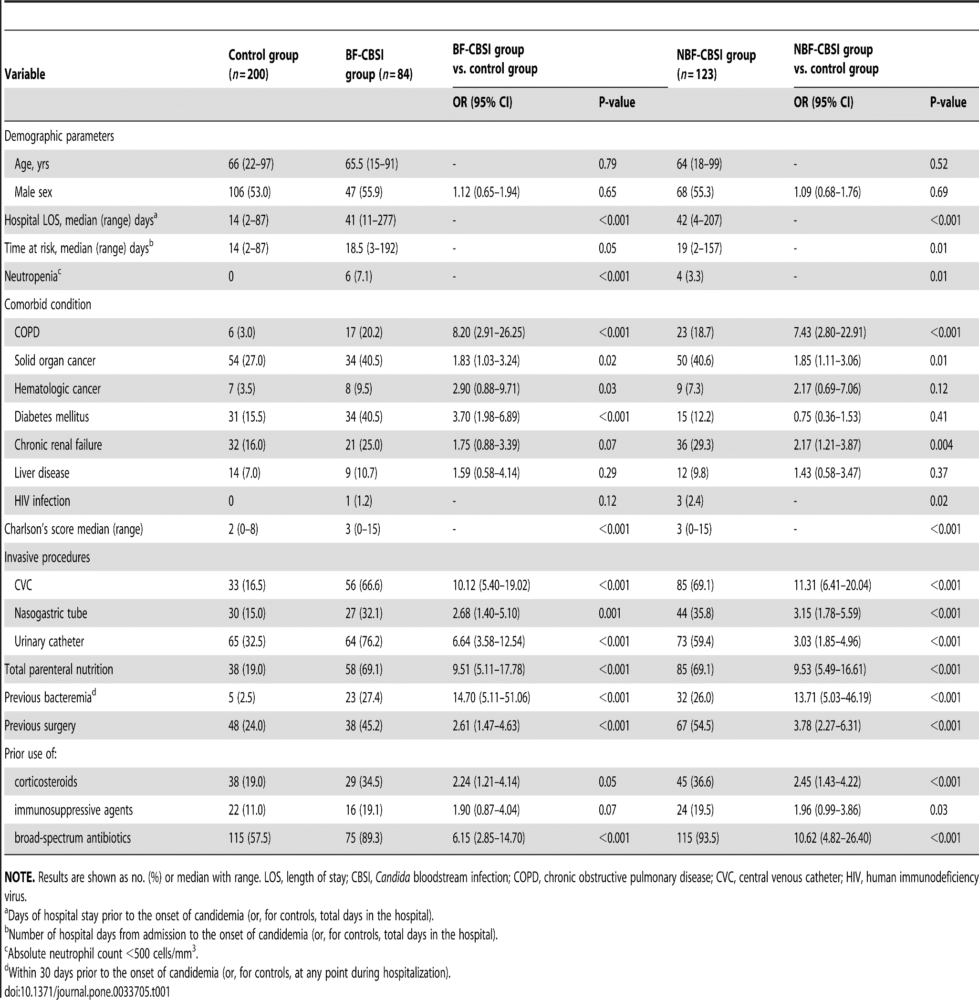 Variable Control group (n=200) BF-CBSI group (n=84) BF-CBSI group vs. control group NBF-CBSI group (n=123) NBF-CBSI group vs. control group
OR (95% CI) P-value OR (95% CI) P-value
Demographic parameters
Age, yrs 66 (22–97) 65.5 (15–91) - 0.79 64 (18–99) - 0.52
Male sex 106 (53.0) 47 (55.9) 1.12 (0.65–1.94) 0.65 68 (55.3) 1.09 (0.68–1.76) 0.69
Hospital LOS, median (range) daysa 14 (2–87) 41 (11–277) - <0.001 42 (4–207) - <0.001
Time at risk, median (range) daysb 14 (2–87) 18.5 (3–192) - 0.05 19 (2–157) - 0.01
Neutropeniac 0 6 (7.1) - <0.001 4 (3.3) - 0.01
Comorbid condition
COPD 6 (3.0) 17 (20.2) 8.20 (2.91–26.25) <0.001 23 (18.7) 7.43 (2.80–22.91) <0.001
Solid organ cancer 54 (27.0) 34 (40.5) 1.83 (1.03–3.24) 0.02 50 (40.6) 1.85 (1.11–3.06) 0.01
Hematologic cancer 7 (3.5) 8 (9.5) 2.90 (0.88–9.71) 0.03 9 (7.3) 2.17 (0.69–7.06) 0.12
Diabetes mellitus 31 (15.5) 34 (40.5) 3.70 (1.98–6.89) <0.001 15 (12.2) 0.75 (0.36–1.53) 0.41
Chronic renal failure 32 (16.0) 21 (25.0) 1.75 (0.88–3.39) 0.07 36 (29.3) 2.17 (1.21–3.87) 0.004
Liver disease 14 (7.0) 9 (10.7) 1.59 (0.58–4.14) 0.29 12 (9.8) 1.43 (0.58–3.47) 0.37
HIV infection 0 1 (1.2) - 0.12 3 (2.4) - 0.02
Charlson's score median (range) 2 (0–8) 3 (0–15) - <0.001 3 (0–15) - <0.001
Invasive procedures
CVC 33 (16.5) 56 (66.6) 10.12 (5.40–19.02) <0.001 85 (69.1) 11.31 (6.41–20.04) <0.001
Nasogastric tube 30 (15.0) 27 (32.1) 2.68 (1.40–5.10) 0.001 44 (35.8) 3.15 (1.78–5.59) <0.001
Urinary catheter 65 (32.5) 64 (76.2) 6.64 (3.58–12.54) <0.001 73 (59.4) 3.03 (1.85–4.96) <0.001
Total parenteral nutrition 38 (19.0) 58 (69.1) 9.51 (5.11–17.78) <0.001 85 (69.1) 9.53 (5.49–16.61) <0.001
Previous bacteremiad 5 (2.5) 23 (27.4) 14.70 (5.11–51.06) <0.001 32 (26.0) 13.71 (5.03–46.19) <0.001
Previous surgery 48 (24.0) 38 (45.2) 2.61 (1.47–4.63) <0.001 67 (54.5) 3.78 (2.27–6.31) <0.001
Prior use of:
corticosteroids 38 (19.0) 29 (34.5) 2.24 (1.21–4.14) 0.05 45 (36.6) 2.45 (1.43–4.22) <0.001
immunosuppressive agents 22 (11.0) 16 (19.1) 1.90 (0.87–4.04) 0.07 24 (19.5) 1.96 (0.99–3.86) 0.03
broad-spectrum antibiotics 115 (57.5) 75 (89.3) 6.15 (2.85–14.70) <0.001 115 (93.5) 10.62 (4.82–26.40) <0.001
NOTE. Results are shown as no. (%) or median with range. LOS, length of stay; CBSI, Candida bloodstream infection; COPD, chronic obstructive pulmonary disease; CVC, central venous catheter; HIV, human immunodeficiency
virus.
aDays of hospital stay prior to the onset of candidemia (or, for controls, total days in the hospital).
bNumber of hospital days from admission to the onset of candidemia (or, for controls, total days in the hospital).
cAbsolute neutrophil count <500 cells/mm3.
dWithin 30 days prior to the onset of candidemia (or, for controls, at any point during hospitalization).
doi:10.1371/journal.pone.0033705.t001